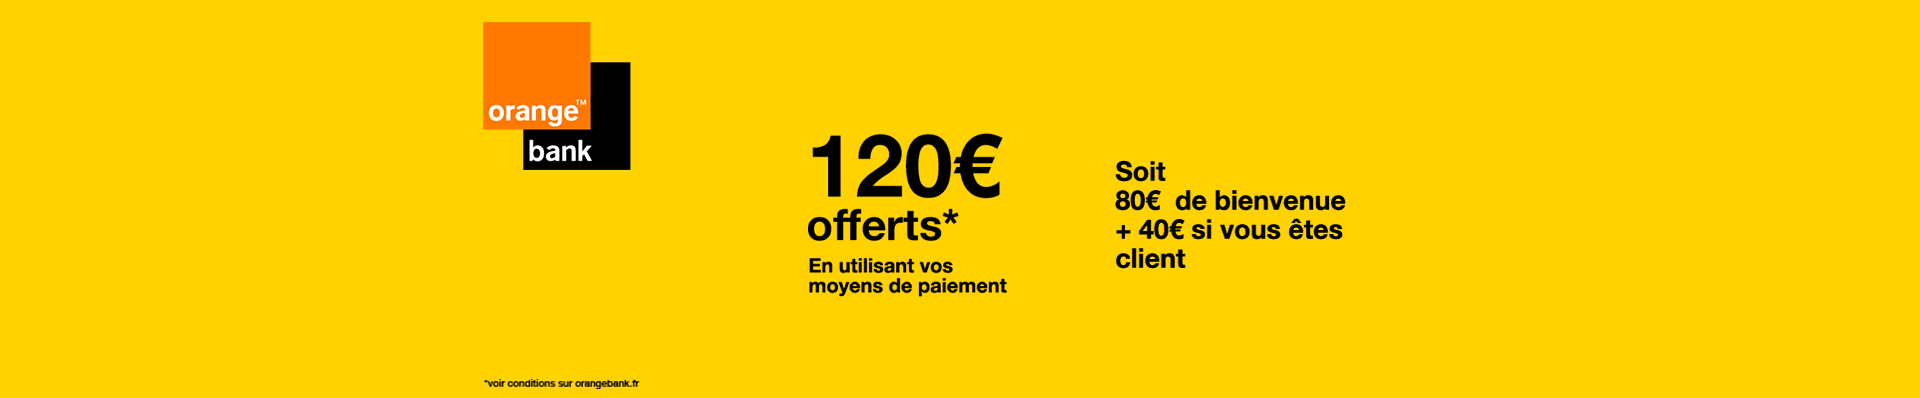 orange™
bank
120€
offerts*
En utilisant vos
moyens de paiement
Soit
80€ de bienvenue
+ 40€ si vous êtes
client
*voir conditions sur orangebank.fr